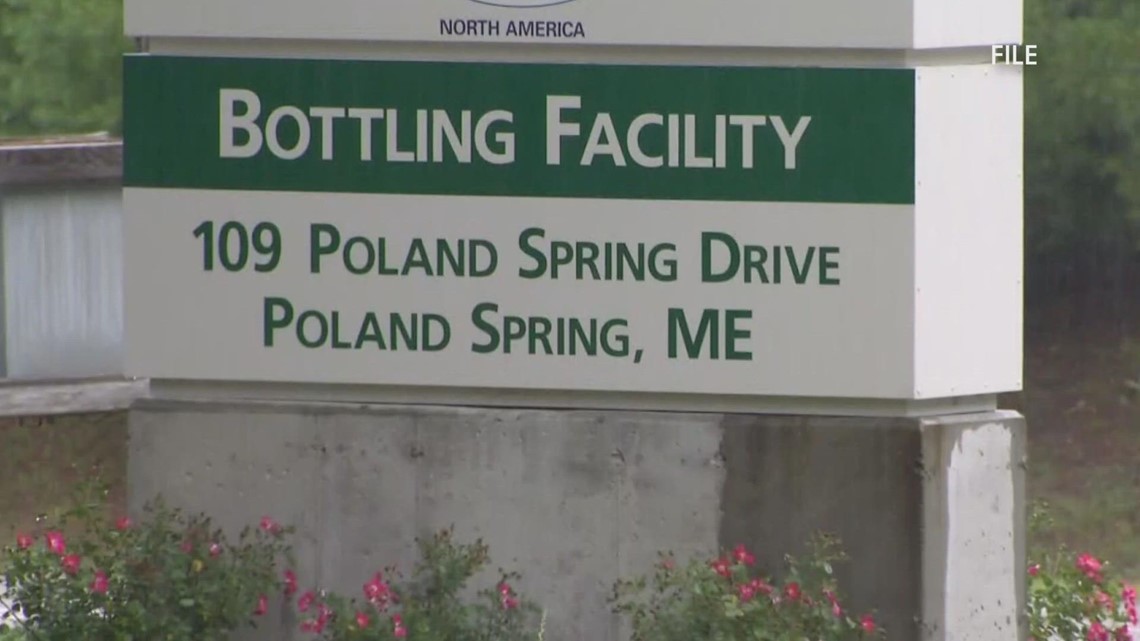 NORTH AMERICA
FILE
BOTTLING FACILITY
109 POLAND SPRING DRIVE
POLAND SPRING, ME